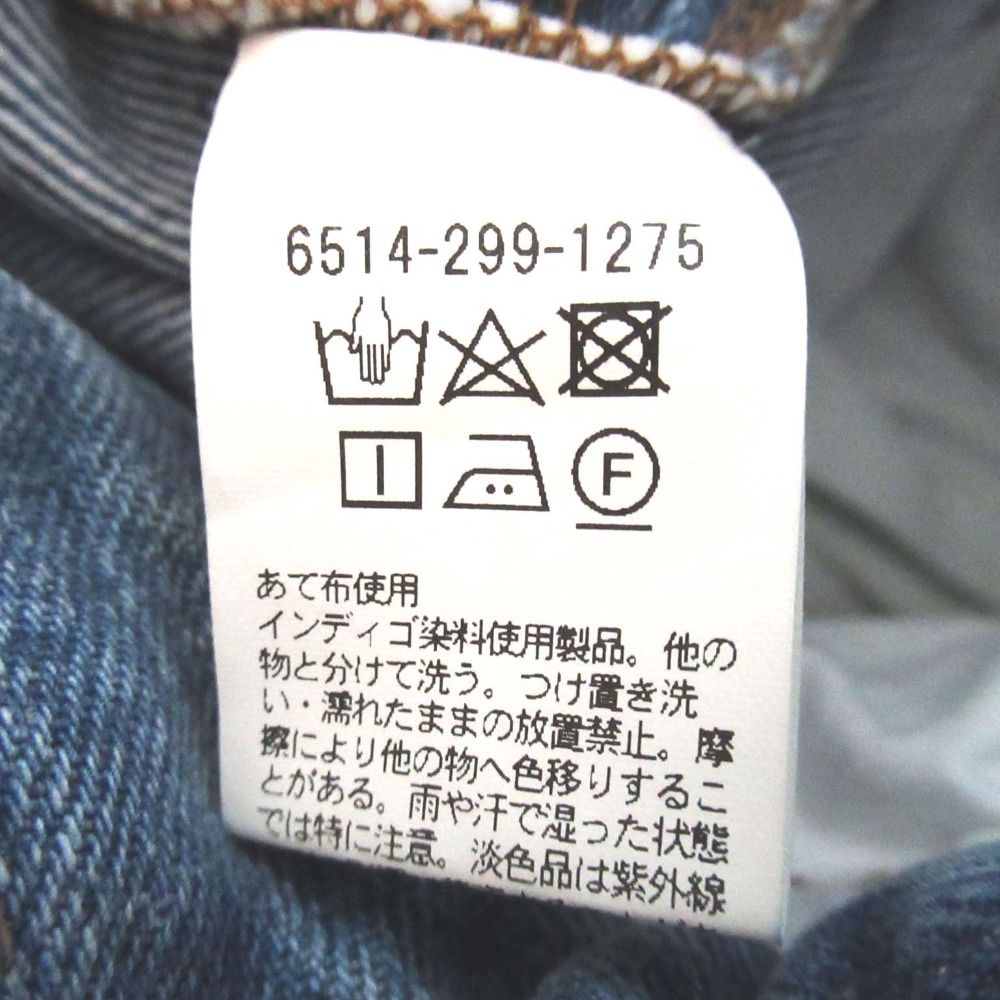 6514-299-1275
F
あて布使用
インディゴ染料使用製品。他の
物と分けて洗う。つけ置き洗
い・濡れたままの放置禁止。摩
擦により他の物へ色移りするこ
とがある。雨や汗で湿った状態
では特に注意。淡色品は紫外線